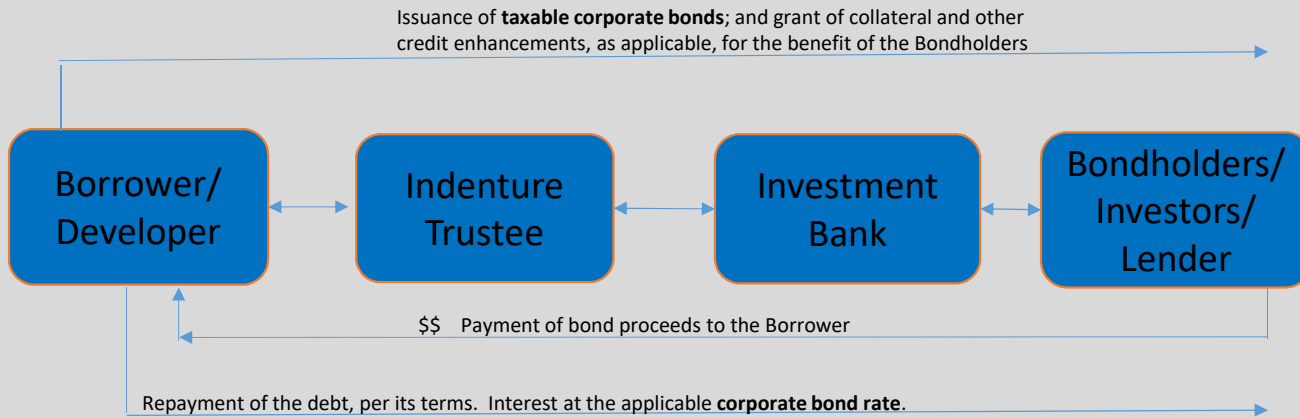 Issuance of taxable corporate bonds; and grant of collateral and other
credit enhancements, as applicable, for the benefit of the Bondholders
Borrower/
Developer
Indenture
Trustee
Investment
Bank
Bondholders/
Investors/
Lender
$$ Payment of bond proceeds to the Borrower
Repayment of the debt, per its terms. Interest at the applicable corporate bond rate.